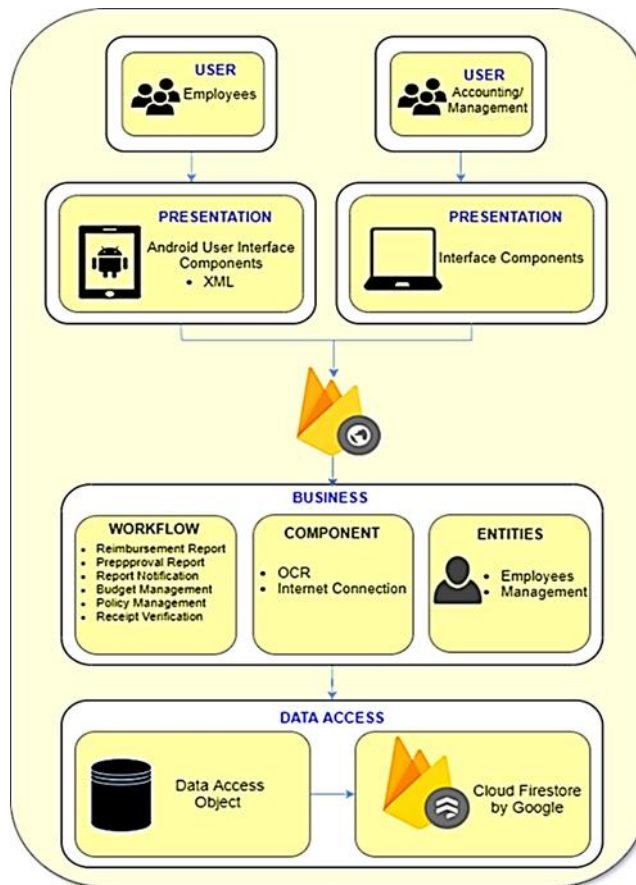 USER
Employees
USER
Accounting/
Management
PRESENTATION
Android User Interface
Components
• XML
PRESENTATION
Interface Components
BUSINESS
WORKFLOW
• Reimbursement Report
• Prepproval Report
• Report Notification
• Budget Management
• Policy Management
• Receipt Verification
COMPONENT
• OCR
• Internet Connection
ENTITIES
• Employees
• Management
DATA ACCESS
Data Access
Object
Cloud Firestore
by Google